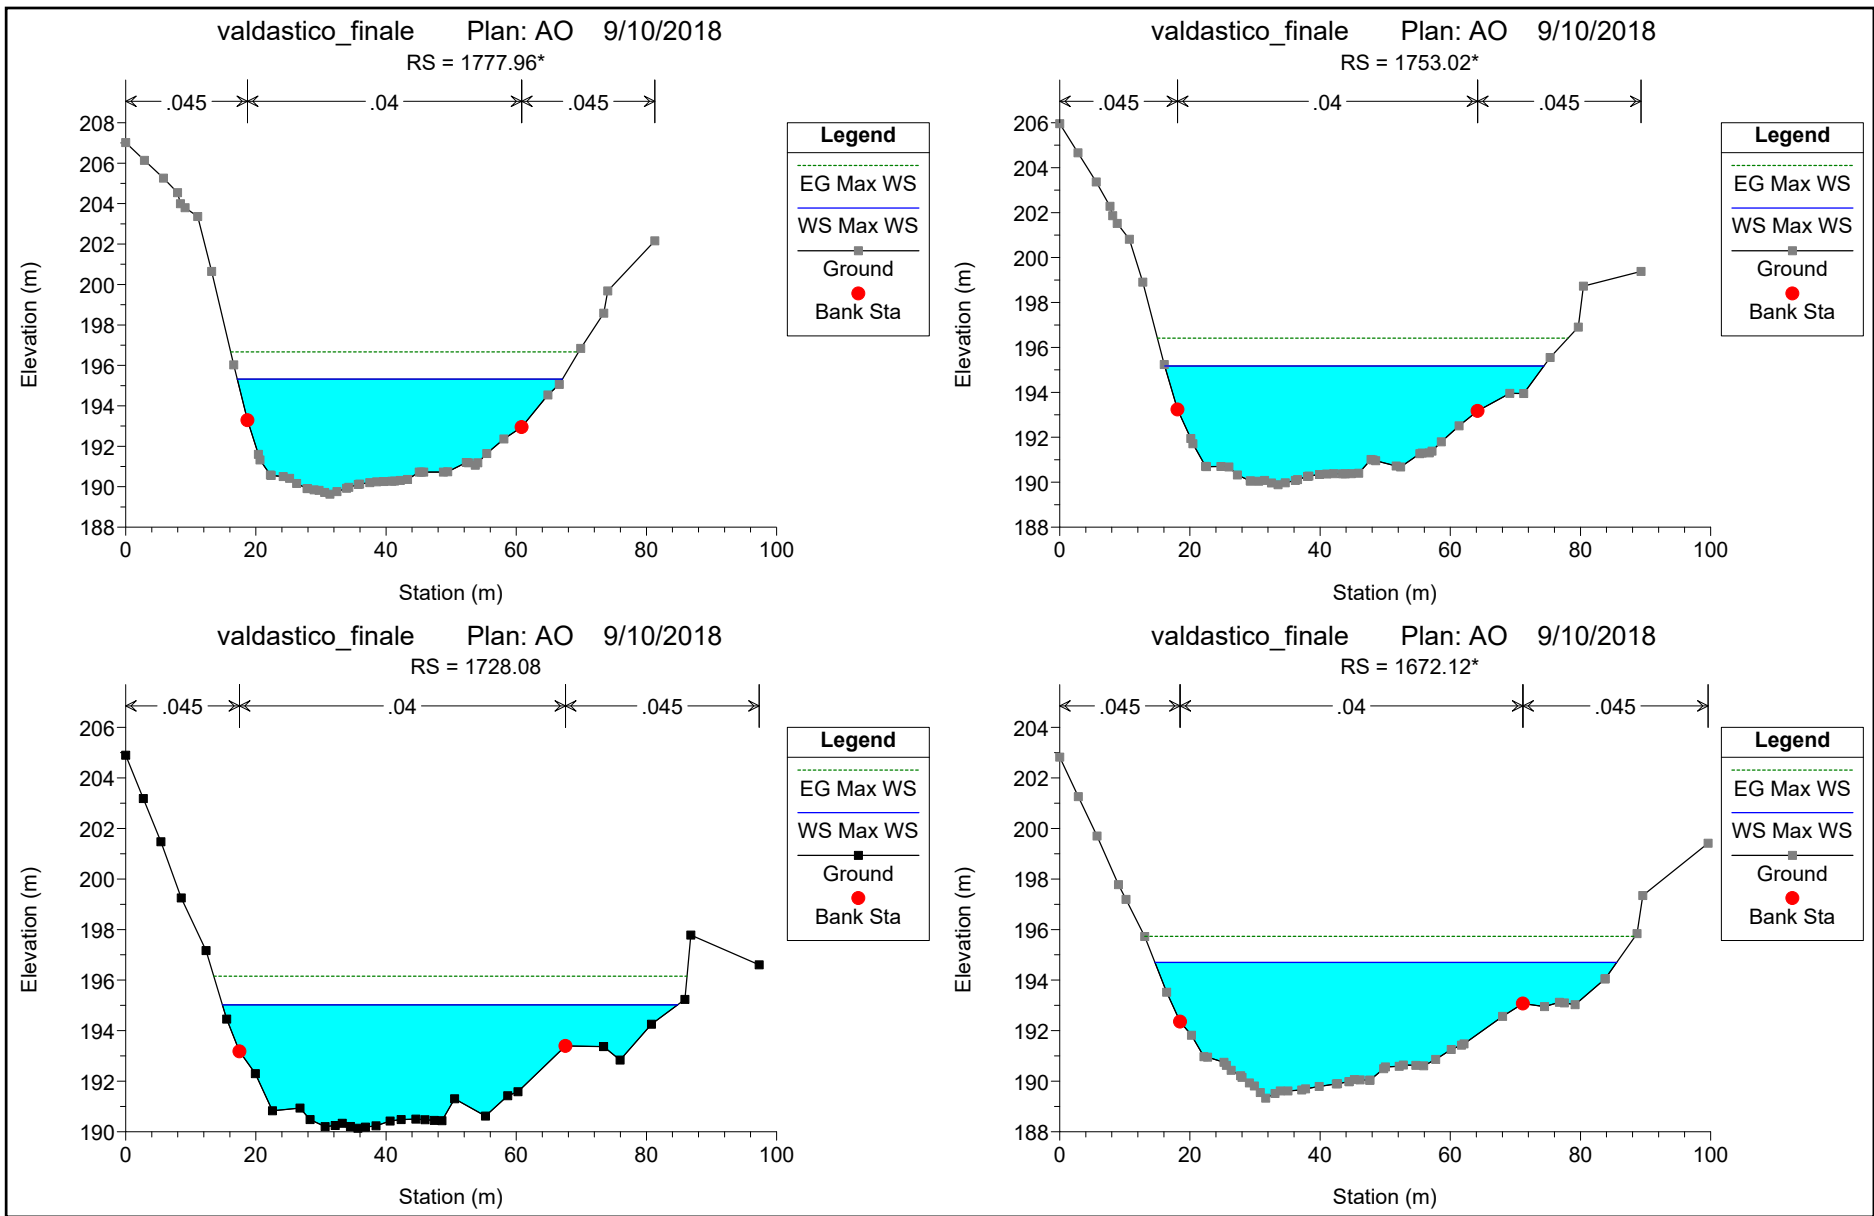 valdastico_finale Plan: AO 9/10/2018
RS = 1777.96*
.045 .04 .045
208
206
204
202
200
198
196
194
192
190
188
Elevation (m)
0 20 40 60 80 100
Station (m)
Legend
EG Max WS
WS Max WS
Ground
Bank Sta
valdastico_finale Plan: AO 9/10/2018
RS = 1753.02*
.045 .04 .045
206
204
202
200
198
196
194
192
190
188
Elevation (m)
0 20 40 60 80 100
Station (m)
Legend
EG Max WS
WS Max WS
Ground
Bank Sta
valdastico_finale Plan: AO 9/10/2018
RS = 1728.08
.045 .04 .045
206
204
202
200
198
196
194
192
190
Elevation (m)
0 20 40 60 80 100
Station (m)
Legend
EG Max WS
WS Max WS
Ground
Bank Sta
valdastico_finale Plan: AO 9/10/2018
RS = 1672.12*
.045 .04 .045
204
202
200
198
196
194
192
190
188
Elevation (m)
0 20 40 60 80 100
Station (m)
Legend
EG Max WS
WS Max WS
Ground
Bank Sta